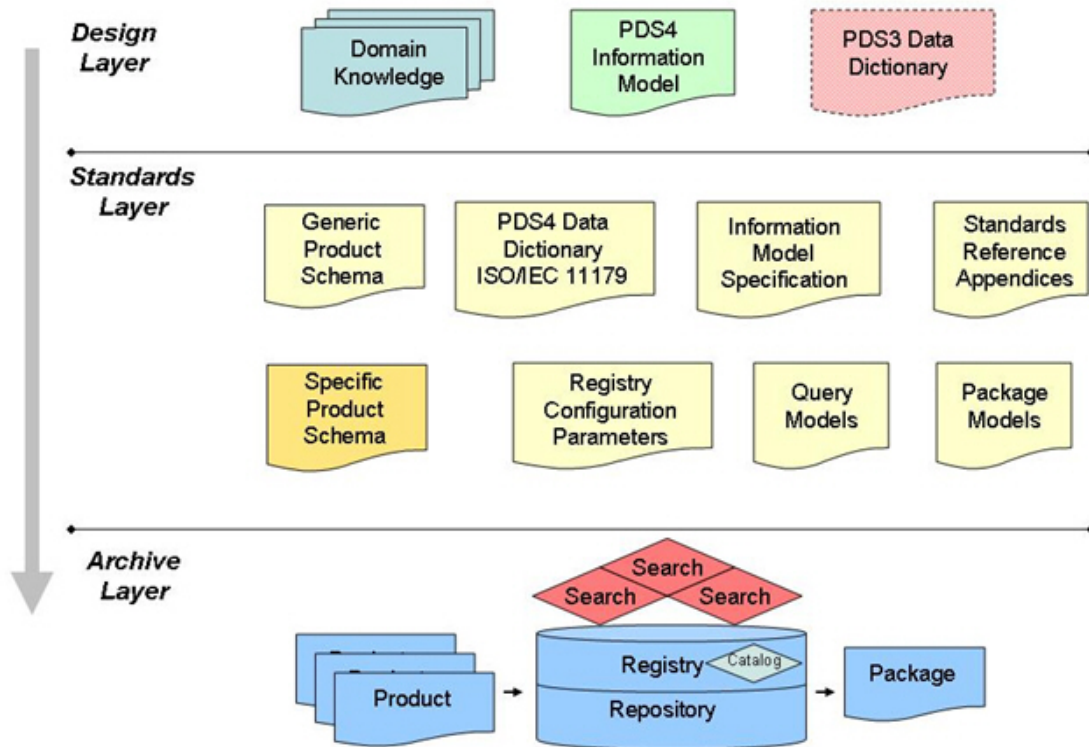 Design
Layer
Domain
Knowledge
PDS4
Information
Model
PDS3 Data
Dictionary
Standards
Layer
Generic
Product
Schema
PDS4 Data
Dictionary
ISO/IEC 11179
Information
Model
Specification
Standards
Reference
Appendices
Specific
Product
Schema
Registry
Configuration
Parameters
Query
Models
Package
Models
Archive
Layer
Search
Search
Search
Product
Registry
Catalog
Repository
Package